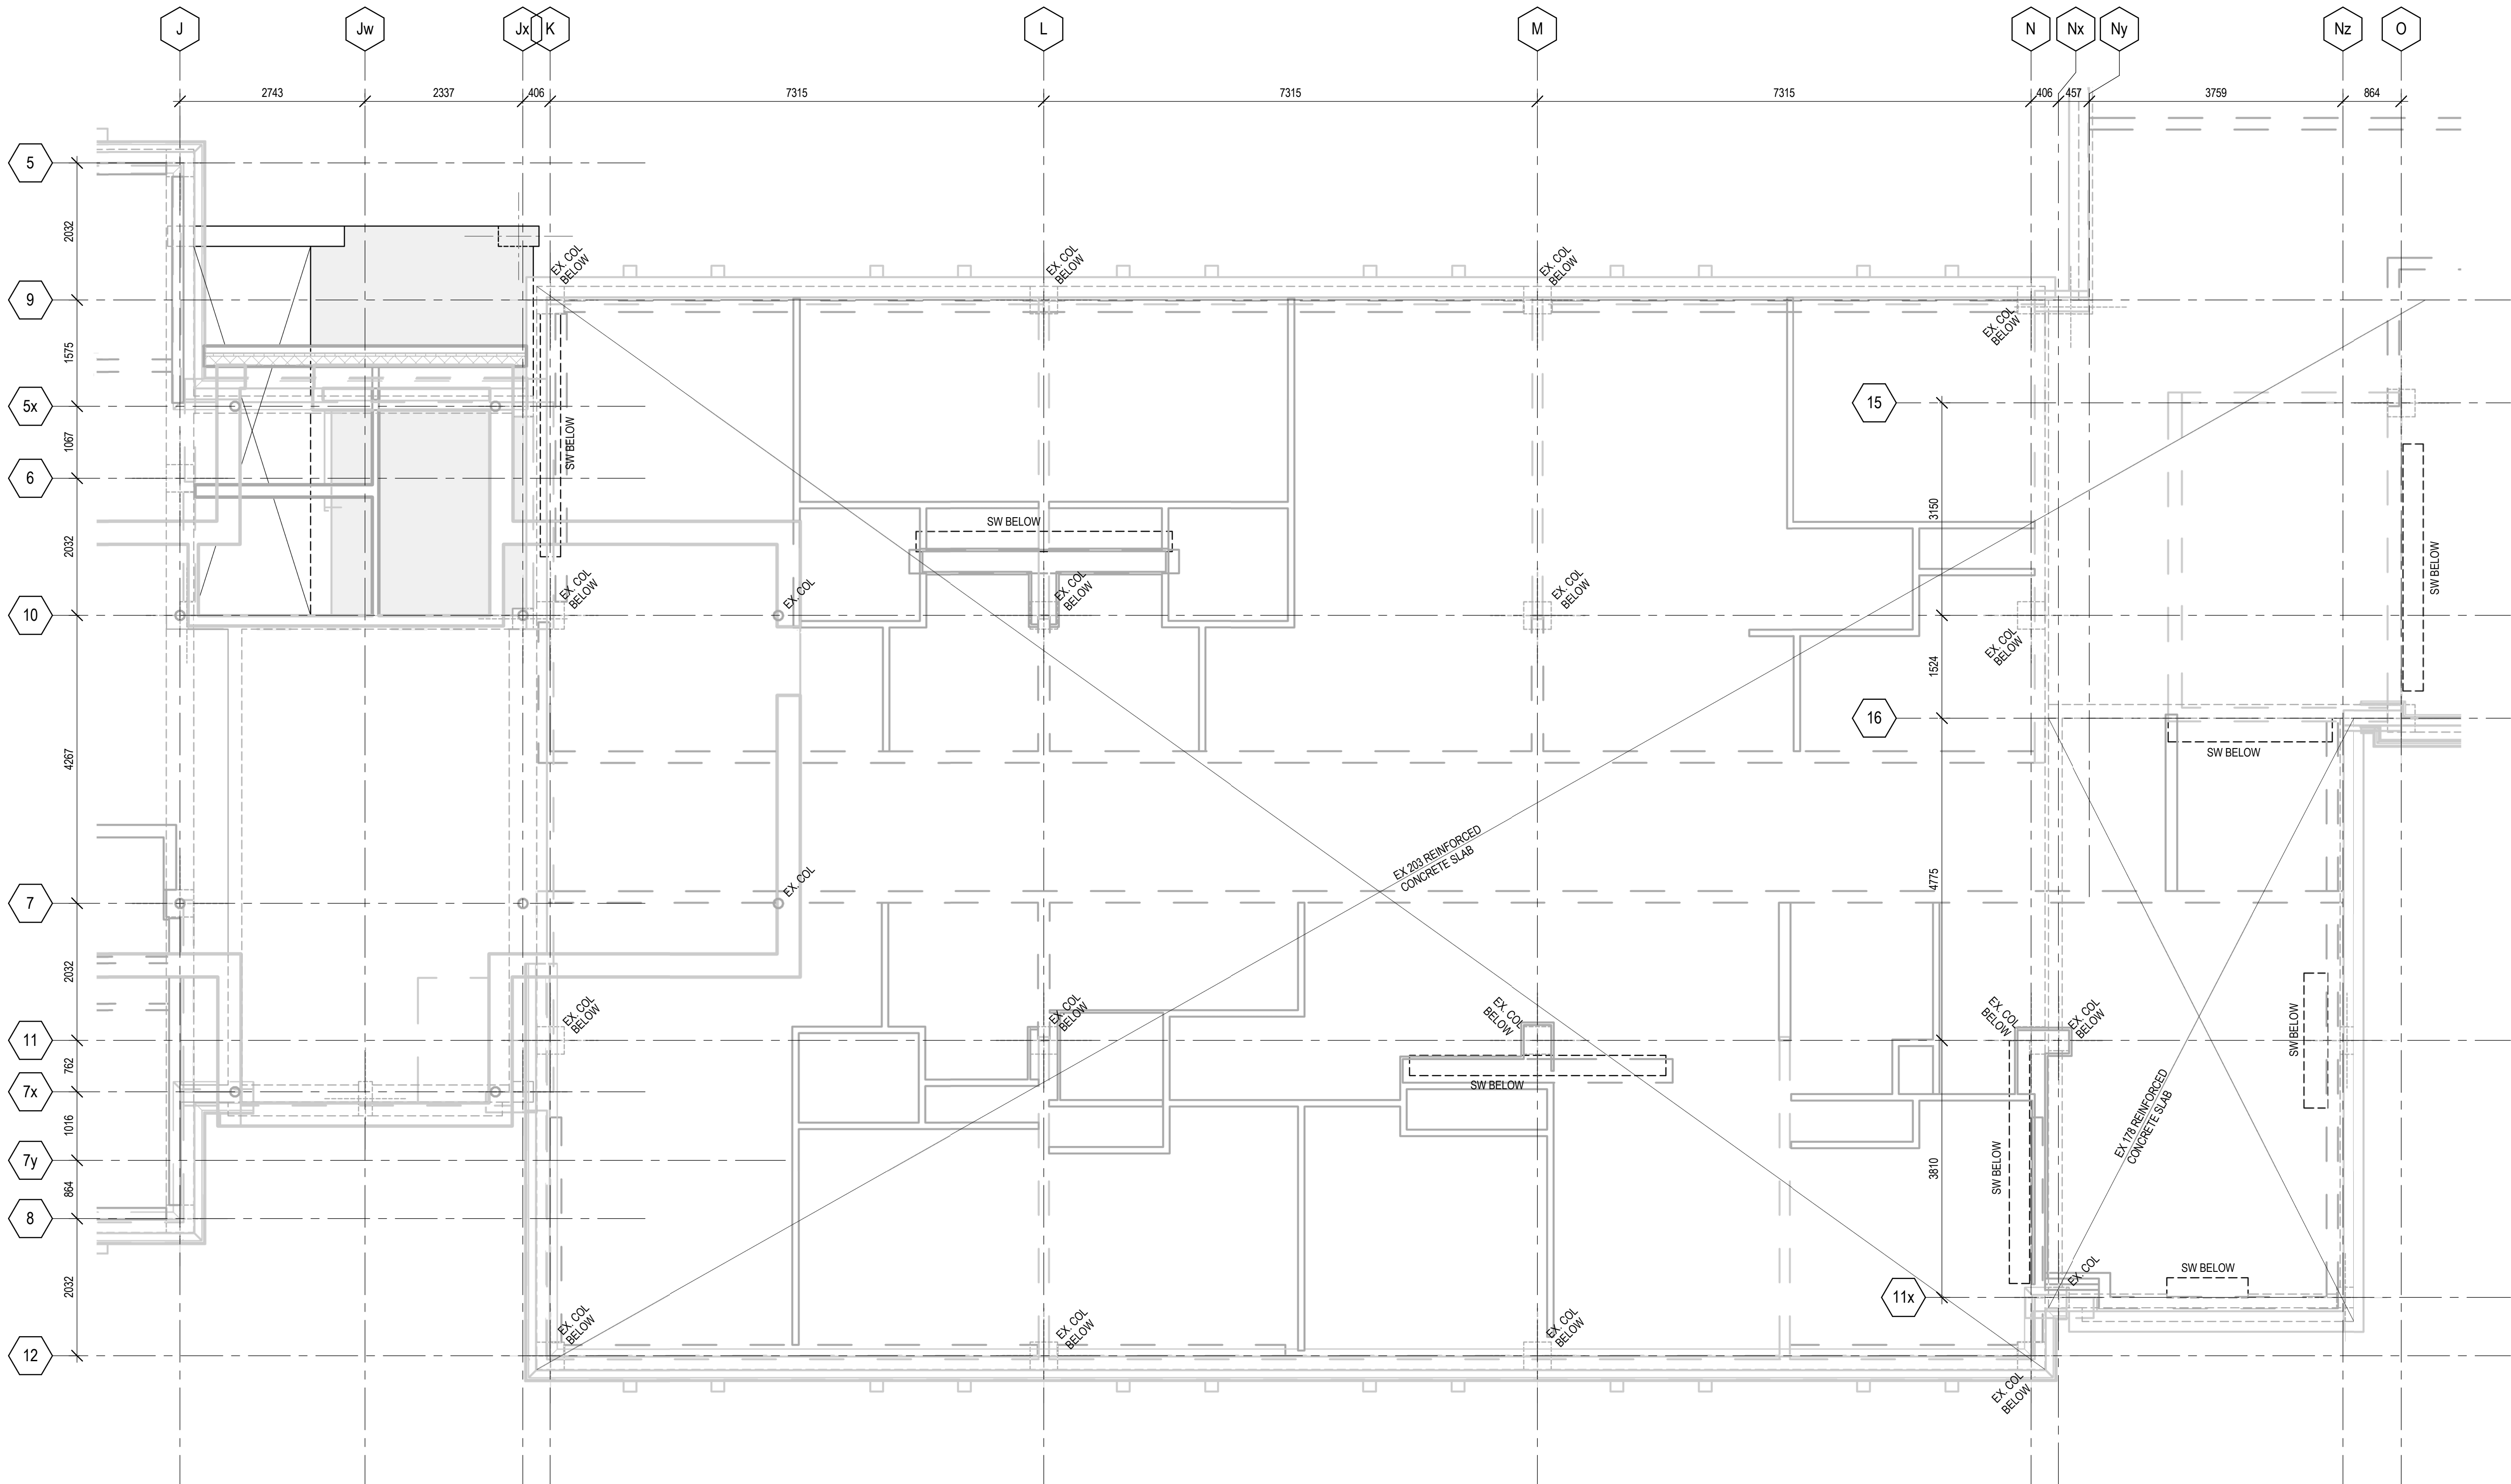 J
Jw
Jx
K
L
M
N
Nx
Ny
Nz
O
2743
2337
406
7315
7315
7315
406
457
3759
864
5
2032
9
1575
5x
1067
6
2032
10
4267
7
2032
11
762
7x
1016
7y
864
8
2032
12
EX. COL
BELOW
EX. COL
BELOW
EX. COL
BELOW
EX. COL
BELOW
SW BELOW
15
3150
SW BELOW
SW BELOW
EX. COL
BELOW
EX. COL
EX. COL
BELOW
EX. COL
BELOW
EX. COL
BELOW
1524
16
SW BELOW
EX 203 REINFORCED
CONCRETE SLAB
EX. COL
4775
EX. COL
BELOW
EX. COL
BELOW
EX. COL
BELOW
EX. COL
BELOW
EX. COL
BELOW
SW BELOW
SW BELOW
EX 178 REINFORCED
CONCRETE SLAB
SW BELOW
3810
SW BELOW
EX. COL
11x
EX. COL
BELOW
EX. COL
BELOW
EX. COL
BELOW
EX. COL
BELOW